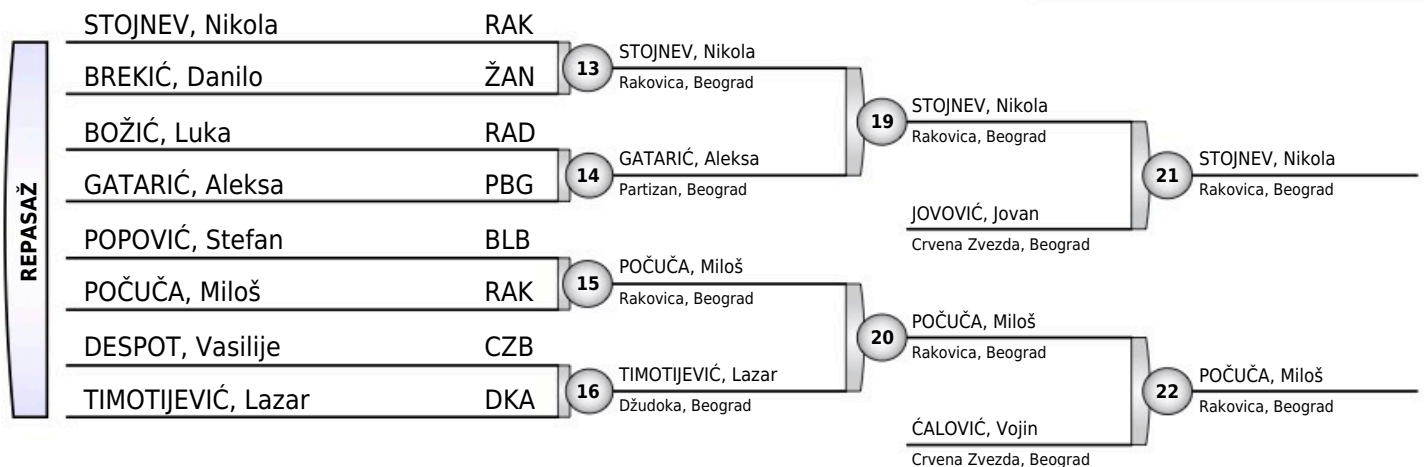 REPASAŽ
STOJNEV, Nikola RAK
BREKIĆ, Danilo ŽAN
BOŽIĆ, Luka RAD
GATARIĆ, Aleksa PBG
POPOVIĆ, Stefan BLB
POČUČA, Miloš RAK
DESPOT, Vasilije CZB
TIMOTIJEVIĆ, Lazar DKA
13
STOJNEV, Nikola
Rakovica, Beograd
14
GATARIĆ, Aleksa
Partizan, Beograd
15
POČUČA, Miloš
Rakovica, Beograd
16
TIMOTIJEVIĆ, Lazar
Džudoka, Beograd
19
STOJNEV, Nikola
Rakovica, Beograd
JOVOVIĆ, Jovan
Crvena Zvezda, Beograd
20
POČUČA, Miloš
Rakovica, Beograd
ĆALOVIĆ, Vojin
Crvena Zvezda, Beograd
21
STOJNEV, Nikola
Rakovica, Beograd
22
POČUČA, Miloš
Rakovica, Beograd